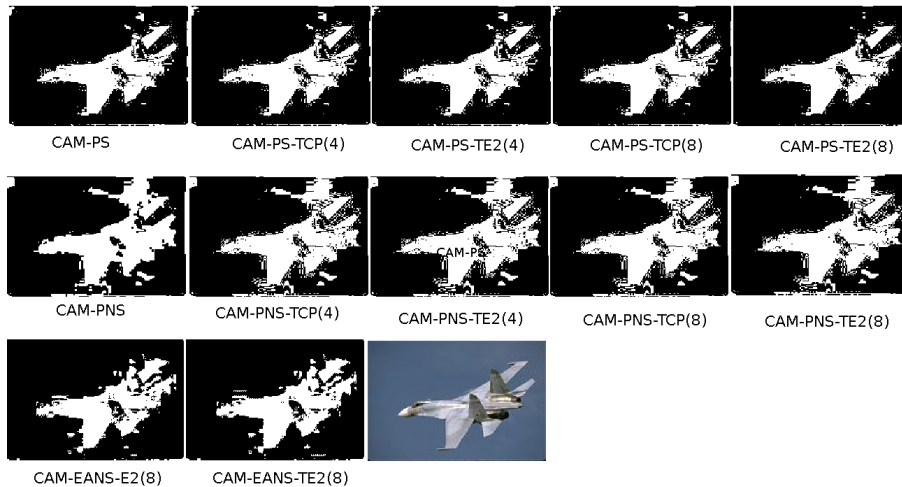 CAM-PS
CAM-PS-TCP(4)
CAM-PS-TE2(4)
CAM-PS-TCP(8)
CAM-PS-TE2(8)
CAM-PNS
CAM-PNS-TCP(4)
CAM-PNS-TE2(4)
CAM-PNS-TCP(8)
CAM-PNS-TE2(8)
CAM-EANS-E2(8)
CAM-EANS-TE2(8)